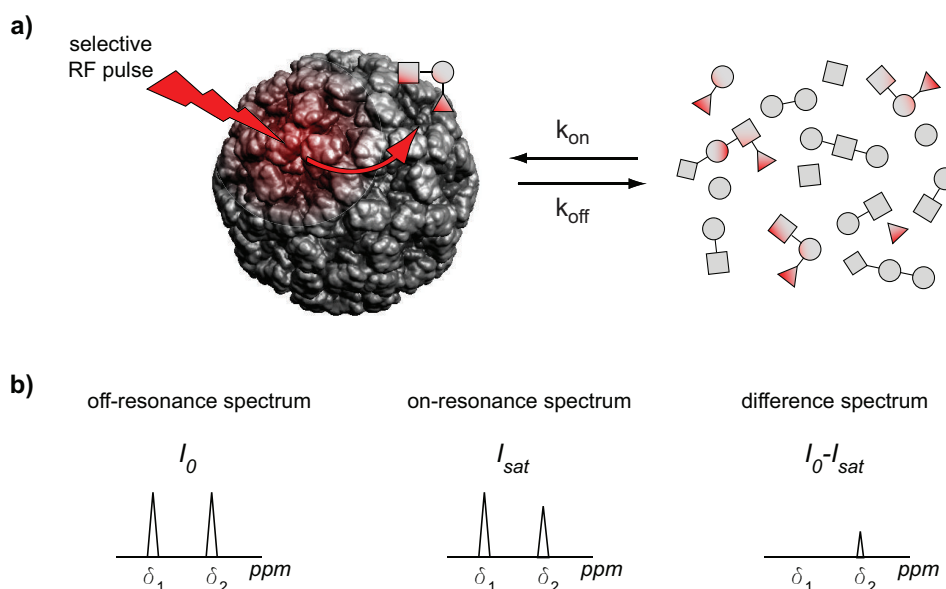 a)
selective
RF pulse
k_on
k_off
b)
off-resonance spectrum
on-resonance spectrum
difference spectrum
I_0
I_sat
I_0-I_sat
δ_1 δ_2 ppm
δ_1 δ_2 ppm
δ_1 δ_2 ppm